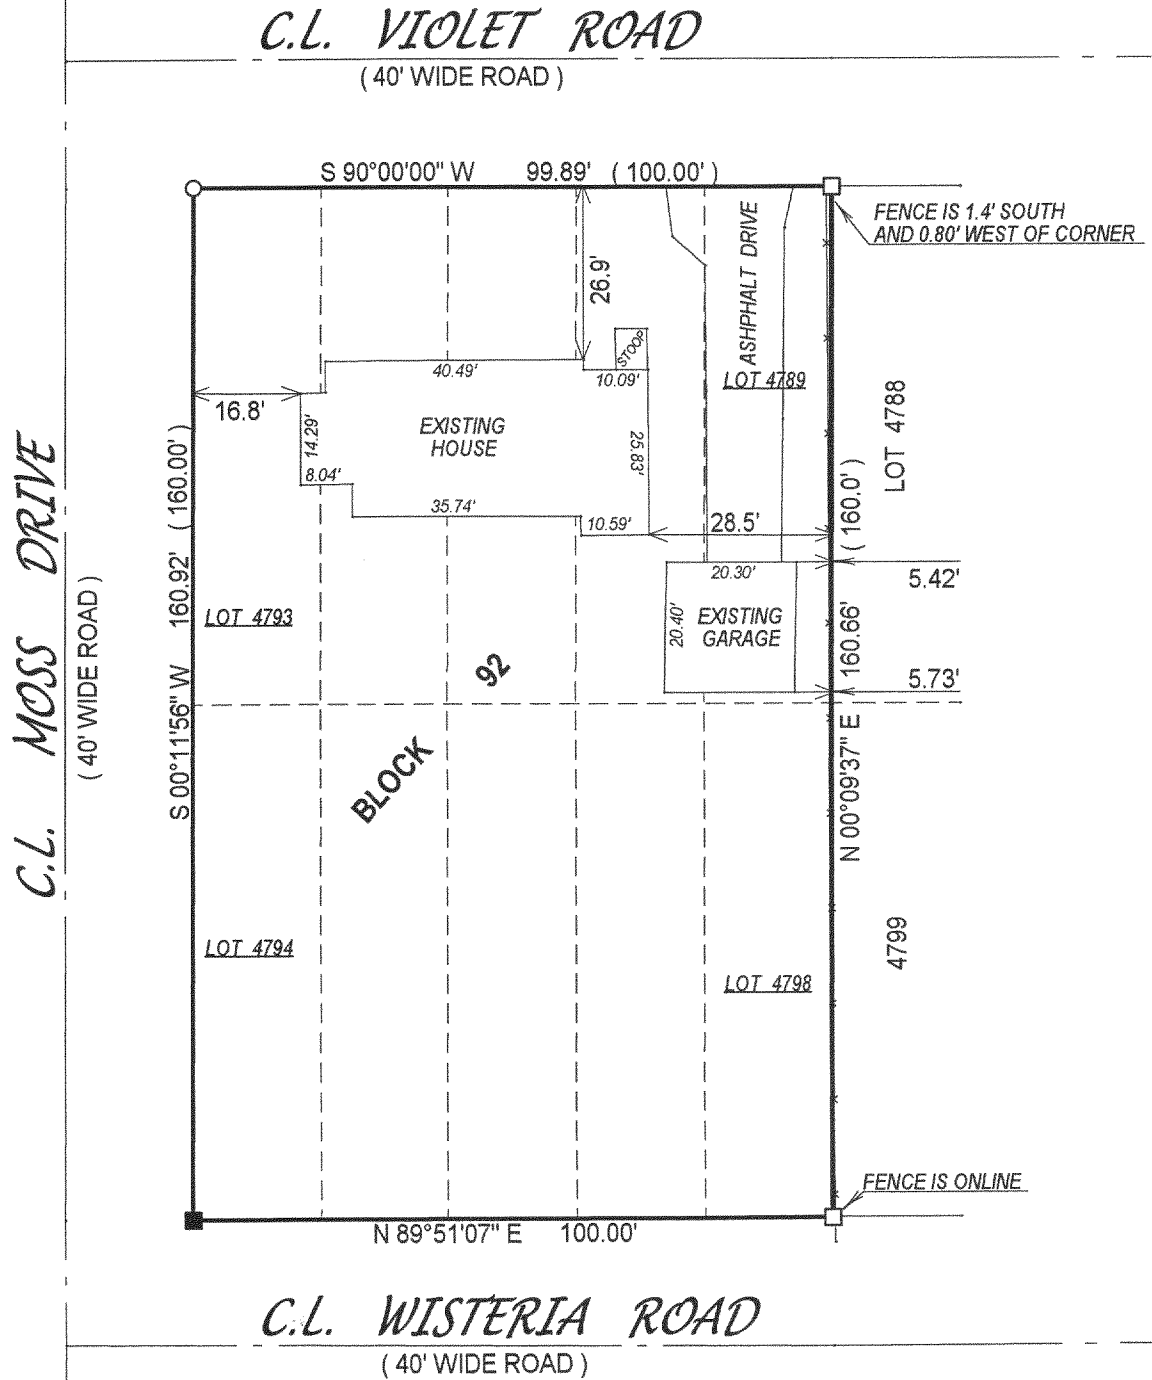 C.L. VIOLET ROAD
( 40' WIDE ROAD )
S 90°00'00" W 99.89' ( 100.00' )
FENCE IS 1.4' SOUTH
AND 0.80' WEST OF CORNER
ASHPHALT DRIVE
26.9'
STOOP
40.49'
10.09'
LOT 4789
16.8'
14.29'
EXISTING
HOUSE
25.83'
LOT 4788
8.04'
35.74'
10.59'
28.5'
( 160.0' )
20.30'
5.42'
20.40'
EXISTING
GARAGE
160.66'
5.73'
N 00°09'37" E
S 00°11'56" W 160.92' ( 160.00' )
C.L. MOSS DRIVE
( 40' WIDE ROAD )
LOT 4793
BLOCK 92
LOT 4794
LOT 4798
4799
FENCE IS ONLINE
N 89°51'07" E 100.00'
C.L. WISTERIA ROAD
( 40' WIDE ROAD )